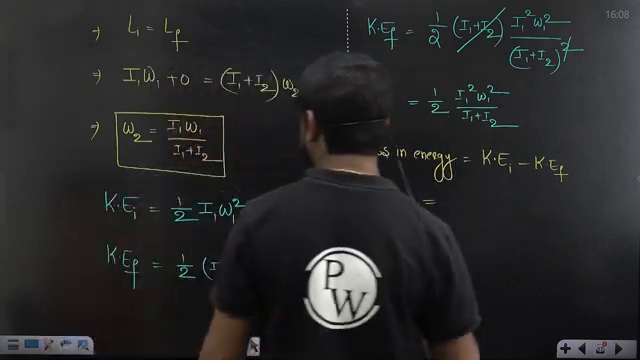 ⇒ L₁ = L_f
⇒ I₁ω₁ + 0 = (I₁+I₂)ω₂
⇒ ω₂ = I₁ω₁ / (I₁+I₂)
K.E_i = 1/2 I₁ω₁²
K.E_f = 1/2 (I
K.E_f = 1/2 (I₁+I₂) I₁²ω₁² / (I₁+I₂)²
= 1/2 I₁²ω₁² / (I₁+I₂)
in energy = K.E_i − K.E_f
=
P
W
16:08